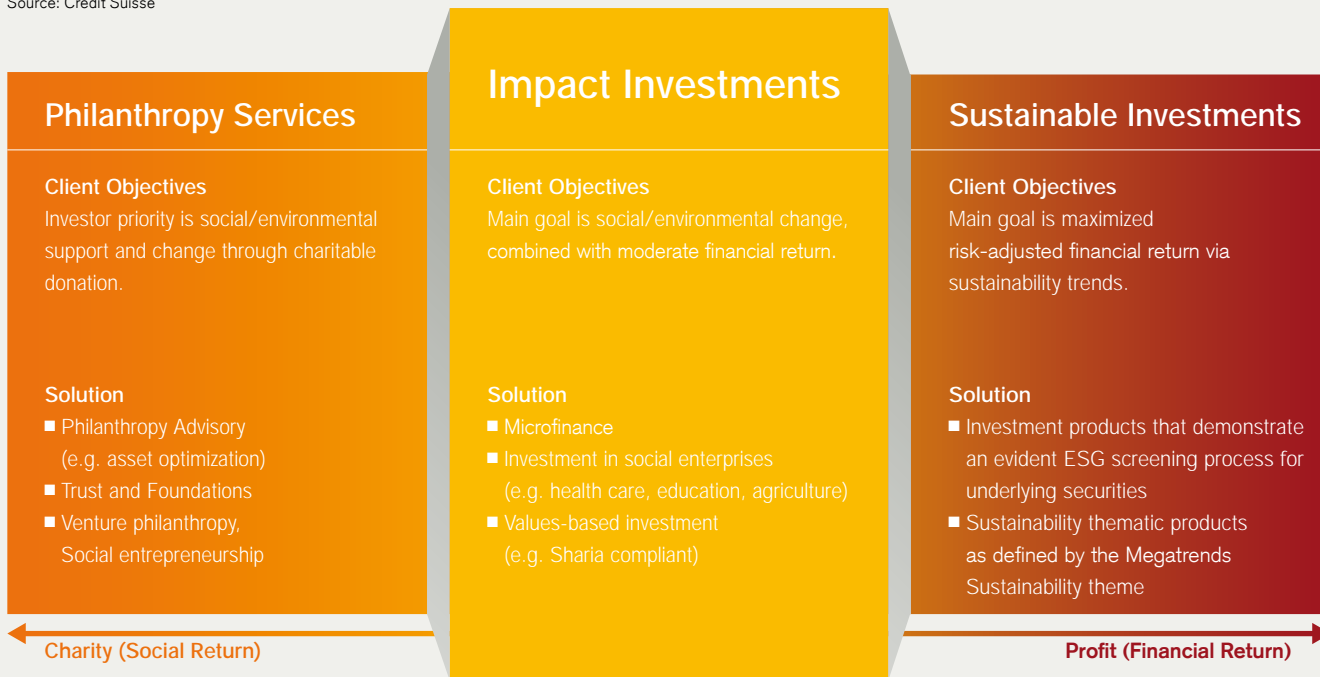 Source: Credit Suisse
Philanthropy Services
Client Objectives
Investor priority is social/environmental
support and change through charitable
donation.
Solution
■ Philanthropy Advisory
(e.g. asset optimization)
■ Trust and Foundations
■ Venture philanthropy,
Social entrepreneurship
Impact Investments
Client Objectives
Main goal is social/environmental change,
combined with moderate financial return.
Solution
■ Microfinance
■ Investment in social enterprises
(e.g. health care, education, agriculture)
■ Values-based investment
(e.g. Sharia compliant)
Sustainable Investments
Client Objectives
Main goal is maximized
risk-adjusted financial return via
sustainability trends.
Solution
■ Investment products that demonstrate
an evident ESG screening process for
underlying securities
■ Sustainability thematic products
as defined by the Megatrends
Sustainability theme
Charity (Social Return)
Profit (Financial Return)